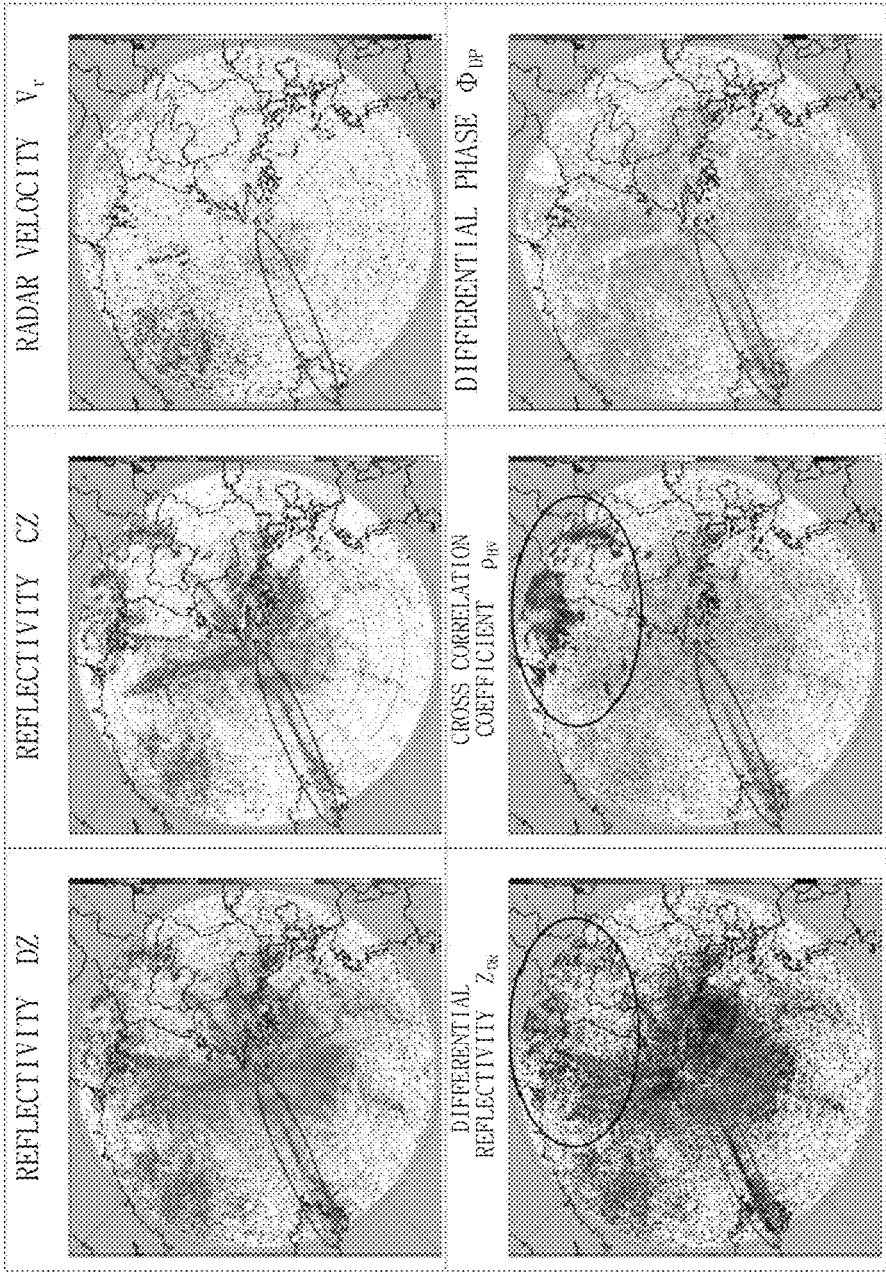 REFLECTIVITY DZ
REFLECTIVITY CZ
RADAR VELOCITY Vr
DIFFERENTIAL
REFLECTIVITY ZDR
CROSS CORRELATION
COEFFICIENT ρHV
DIFFERENTIAL PHASE ΦDP